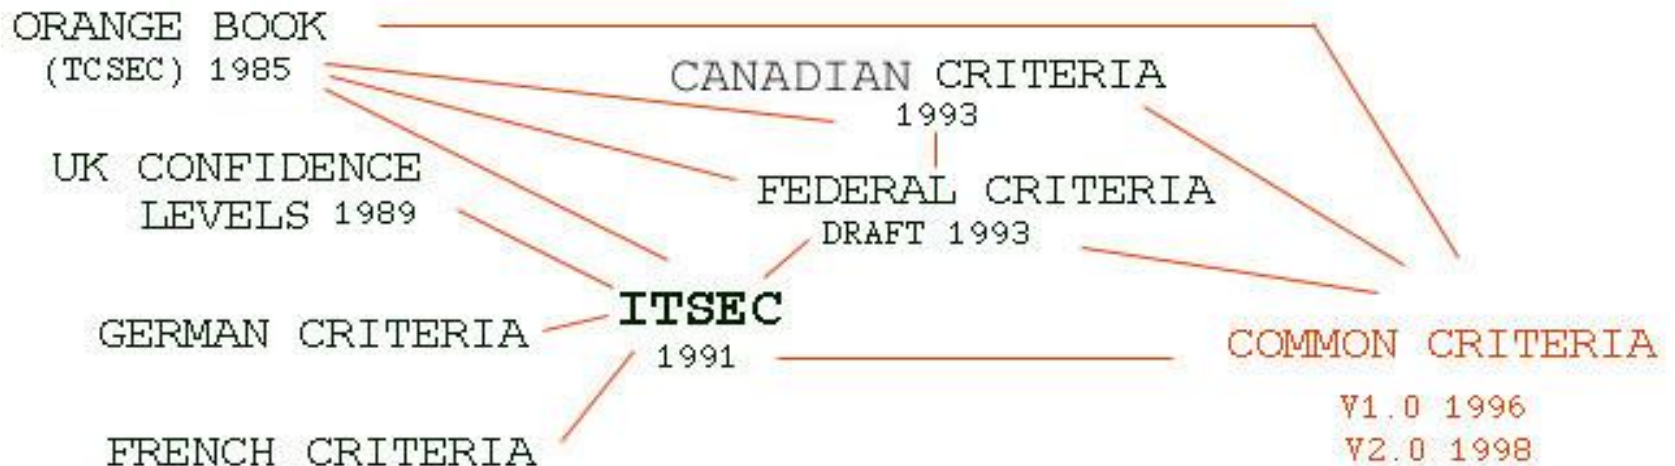 ORANGE BOOK
(TCSEC) 1985
CANADIAN CRITERIA
1993
UK CONFIDENCE
LEVELS 1989
FEDERAL CRITERIA
DRAFT 1993
ITSEC
1991
GERMAN CRITERIA
FRENCH CRITERIA
COMMON CRITERIA
V1.0 1996
V2.0 1998